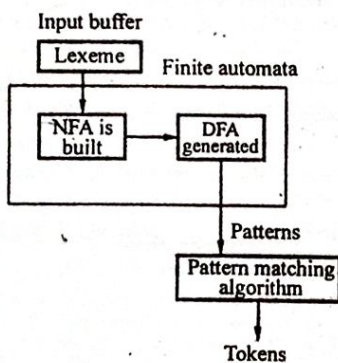 Input buffer
Lexeme
Finite automata
NFA is
built
DFA
generated
Patterns
Pattern matching
algorithm
Tokens